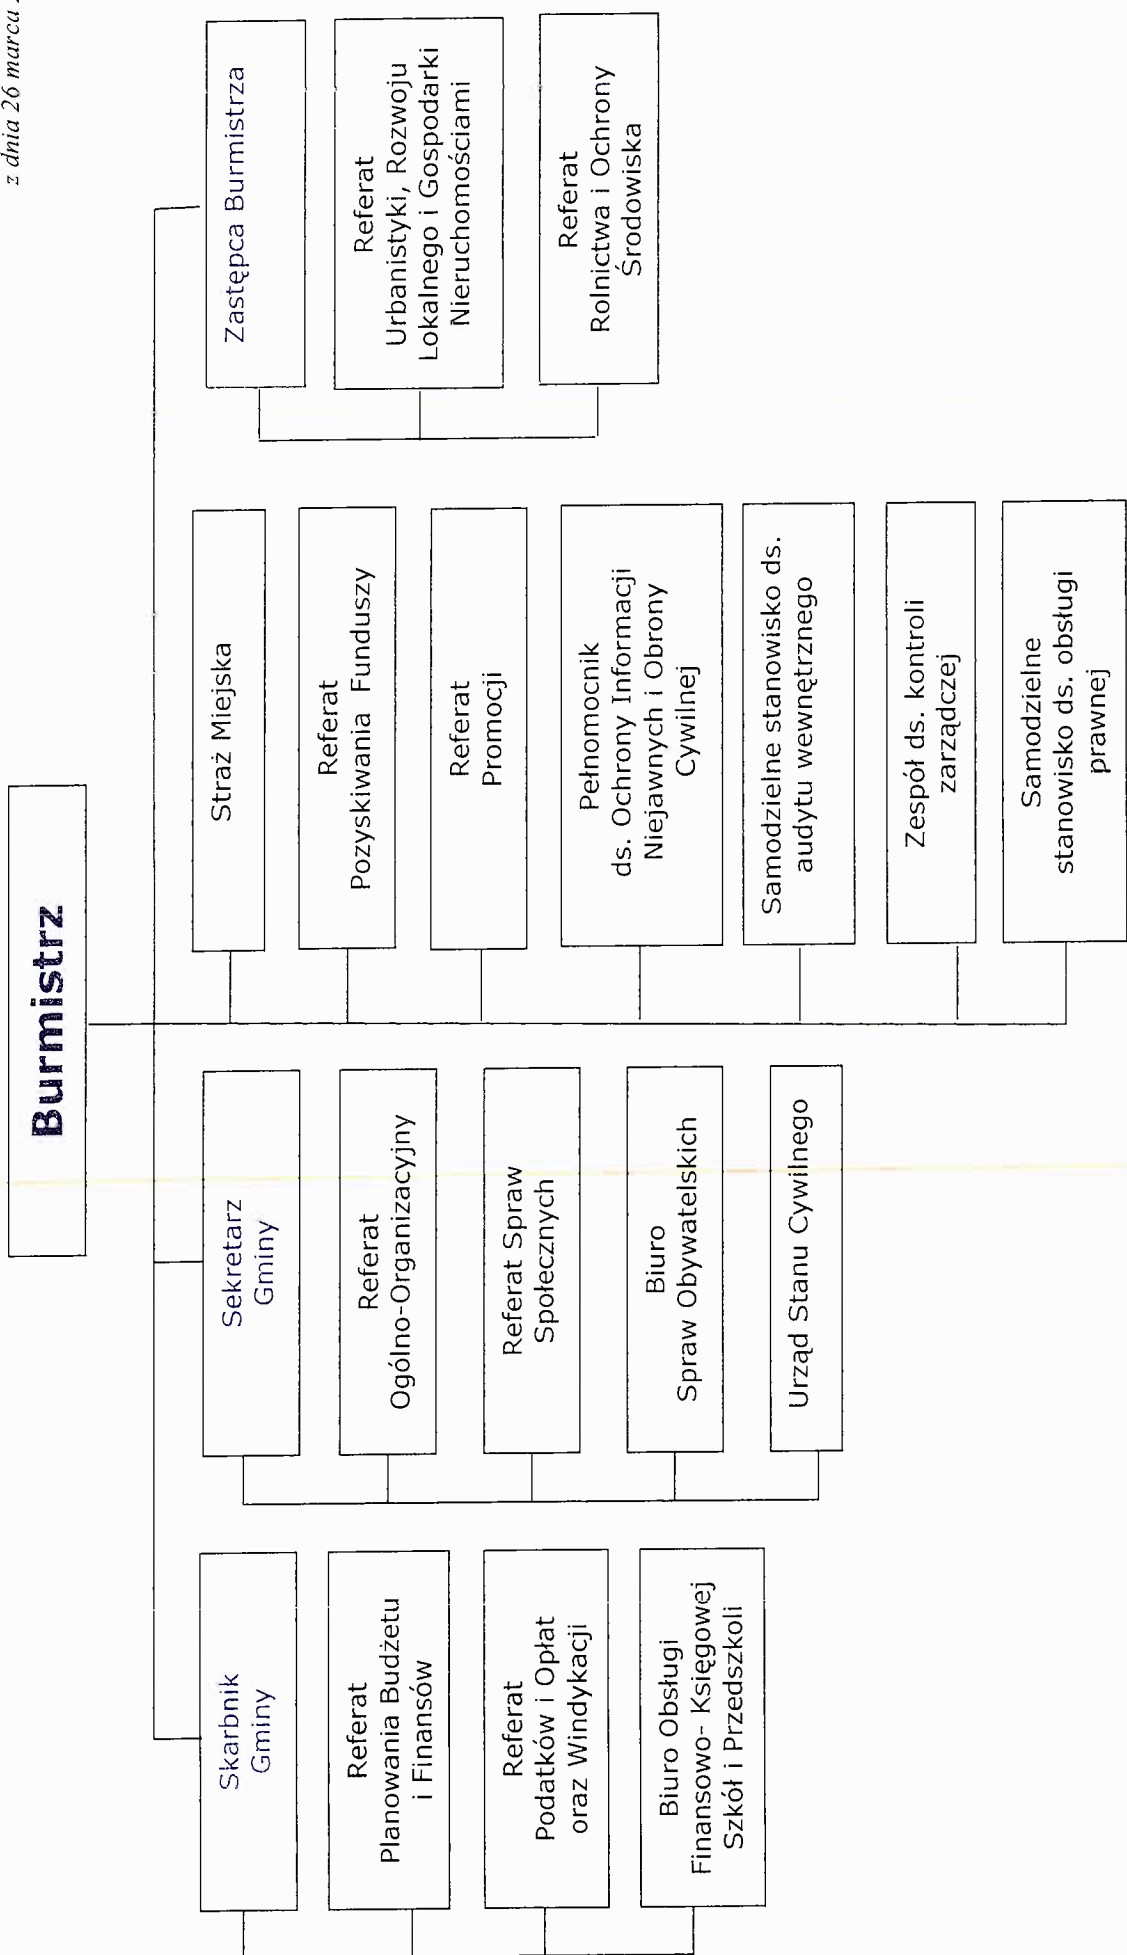 z dnia 26 marca
Burmistrz
Skarbnik
Gminy
Referat
Planowania Budżetu
i Finansów
Referat
Podatków i Opłat
oraz Windykacji
Biuro Obsługi
Finansowo- Księgowej
Szkół i Przedszkoli
Sekretarz
Gminy
Referat
Ogólno-Organizacyjny
Referat Spraw
Społecznych
Biuro
Spraw Obywatelskich
Urząd Stanu Cywilnego
Straż Miejska
Referat
Pozyskiwania Funduszy
Referat
Promocji
Pełnomocnik
ds. Ochrony Informacji
Niejawnych i Obrony
Cywilnej
Samodzielne stanowisko ds.
audytu wewnętrznego
Zespół ds. kontroli
zarządczej
Samodzielne
stanowisko ds. obsługi
prawnej
Zastępca Burmistrza
Referat
Urbanistyki, Rozwoju
Lokalnego i Gospodarki
Nieruchomościami
Referat
Rolnictwa i Ochrony
Środowiska